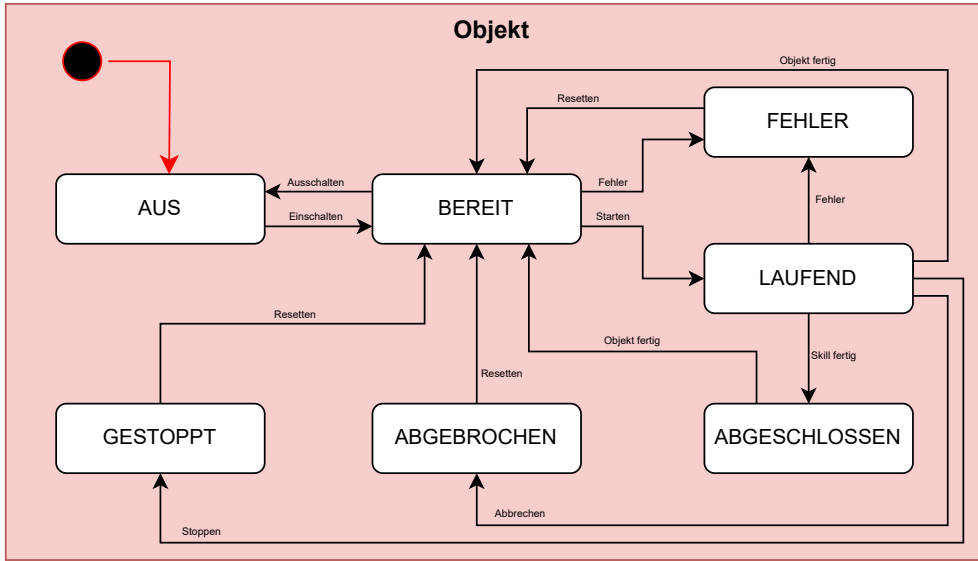 Objekt
Objekt fertig
Resetten
FEHLER
Ausschalten
Fehler
AUS
BEREIT
Einschalten
Starten
Fehler
LAUFEND
Resetten
Objekt fertig
Skill fertig
Resetten
GESTOPPT
ABGEBROCHEN
ABGESCHLOSSEN
Abbrechen
Stoppen